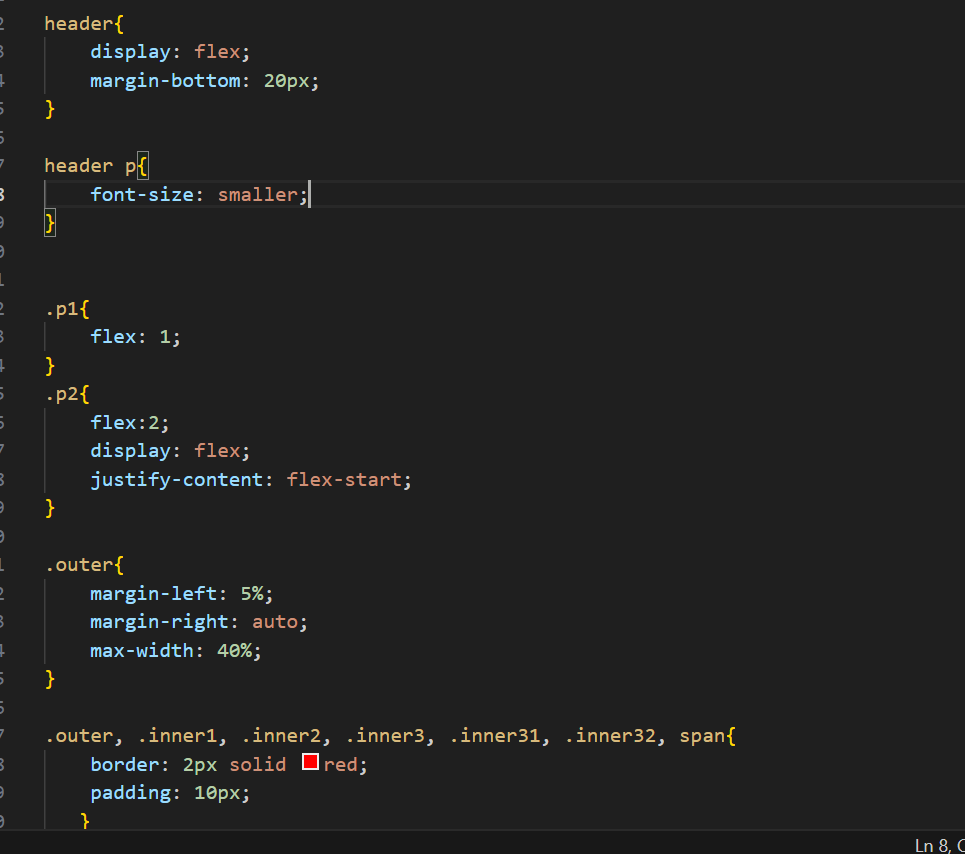 2 header{
3 display: flex;
4 margin-bottom: 20px;
5 }
6
7 header p{
8 font-size: smaller;
9 }
0
1
2 .p1{
3 flex: 1;
4 }
5 .p2{
6 flex:2;
7 display: flex;
8 justify-content: flex-start;
9 }
0
1 .outer{
2 margin-left: 5%;
3 margin-right: auto;
4 max-width: 40%;
5 }
6
7 .outer, .inner1, .inner2, .inner3, .inner31, .inner32, span{
8 border: 2px solid red;
9 padding: 10px;
0 }
Ln 8,